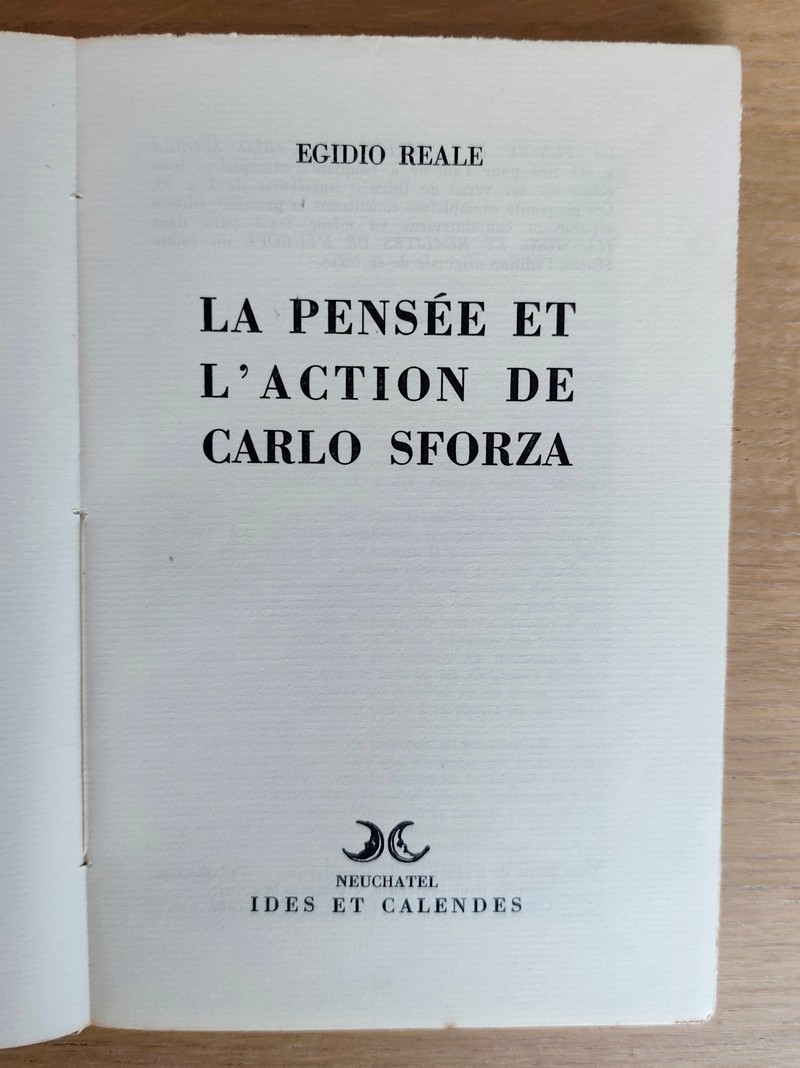 EGIDIO REALE
LA PENSÉE ET
L'ACTION DE
CARLO SFORZA
NEUCHATEL
IDES ET CALENDES